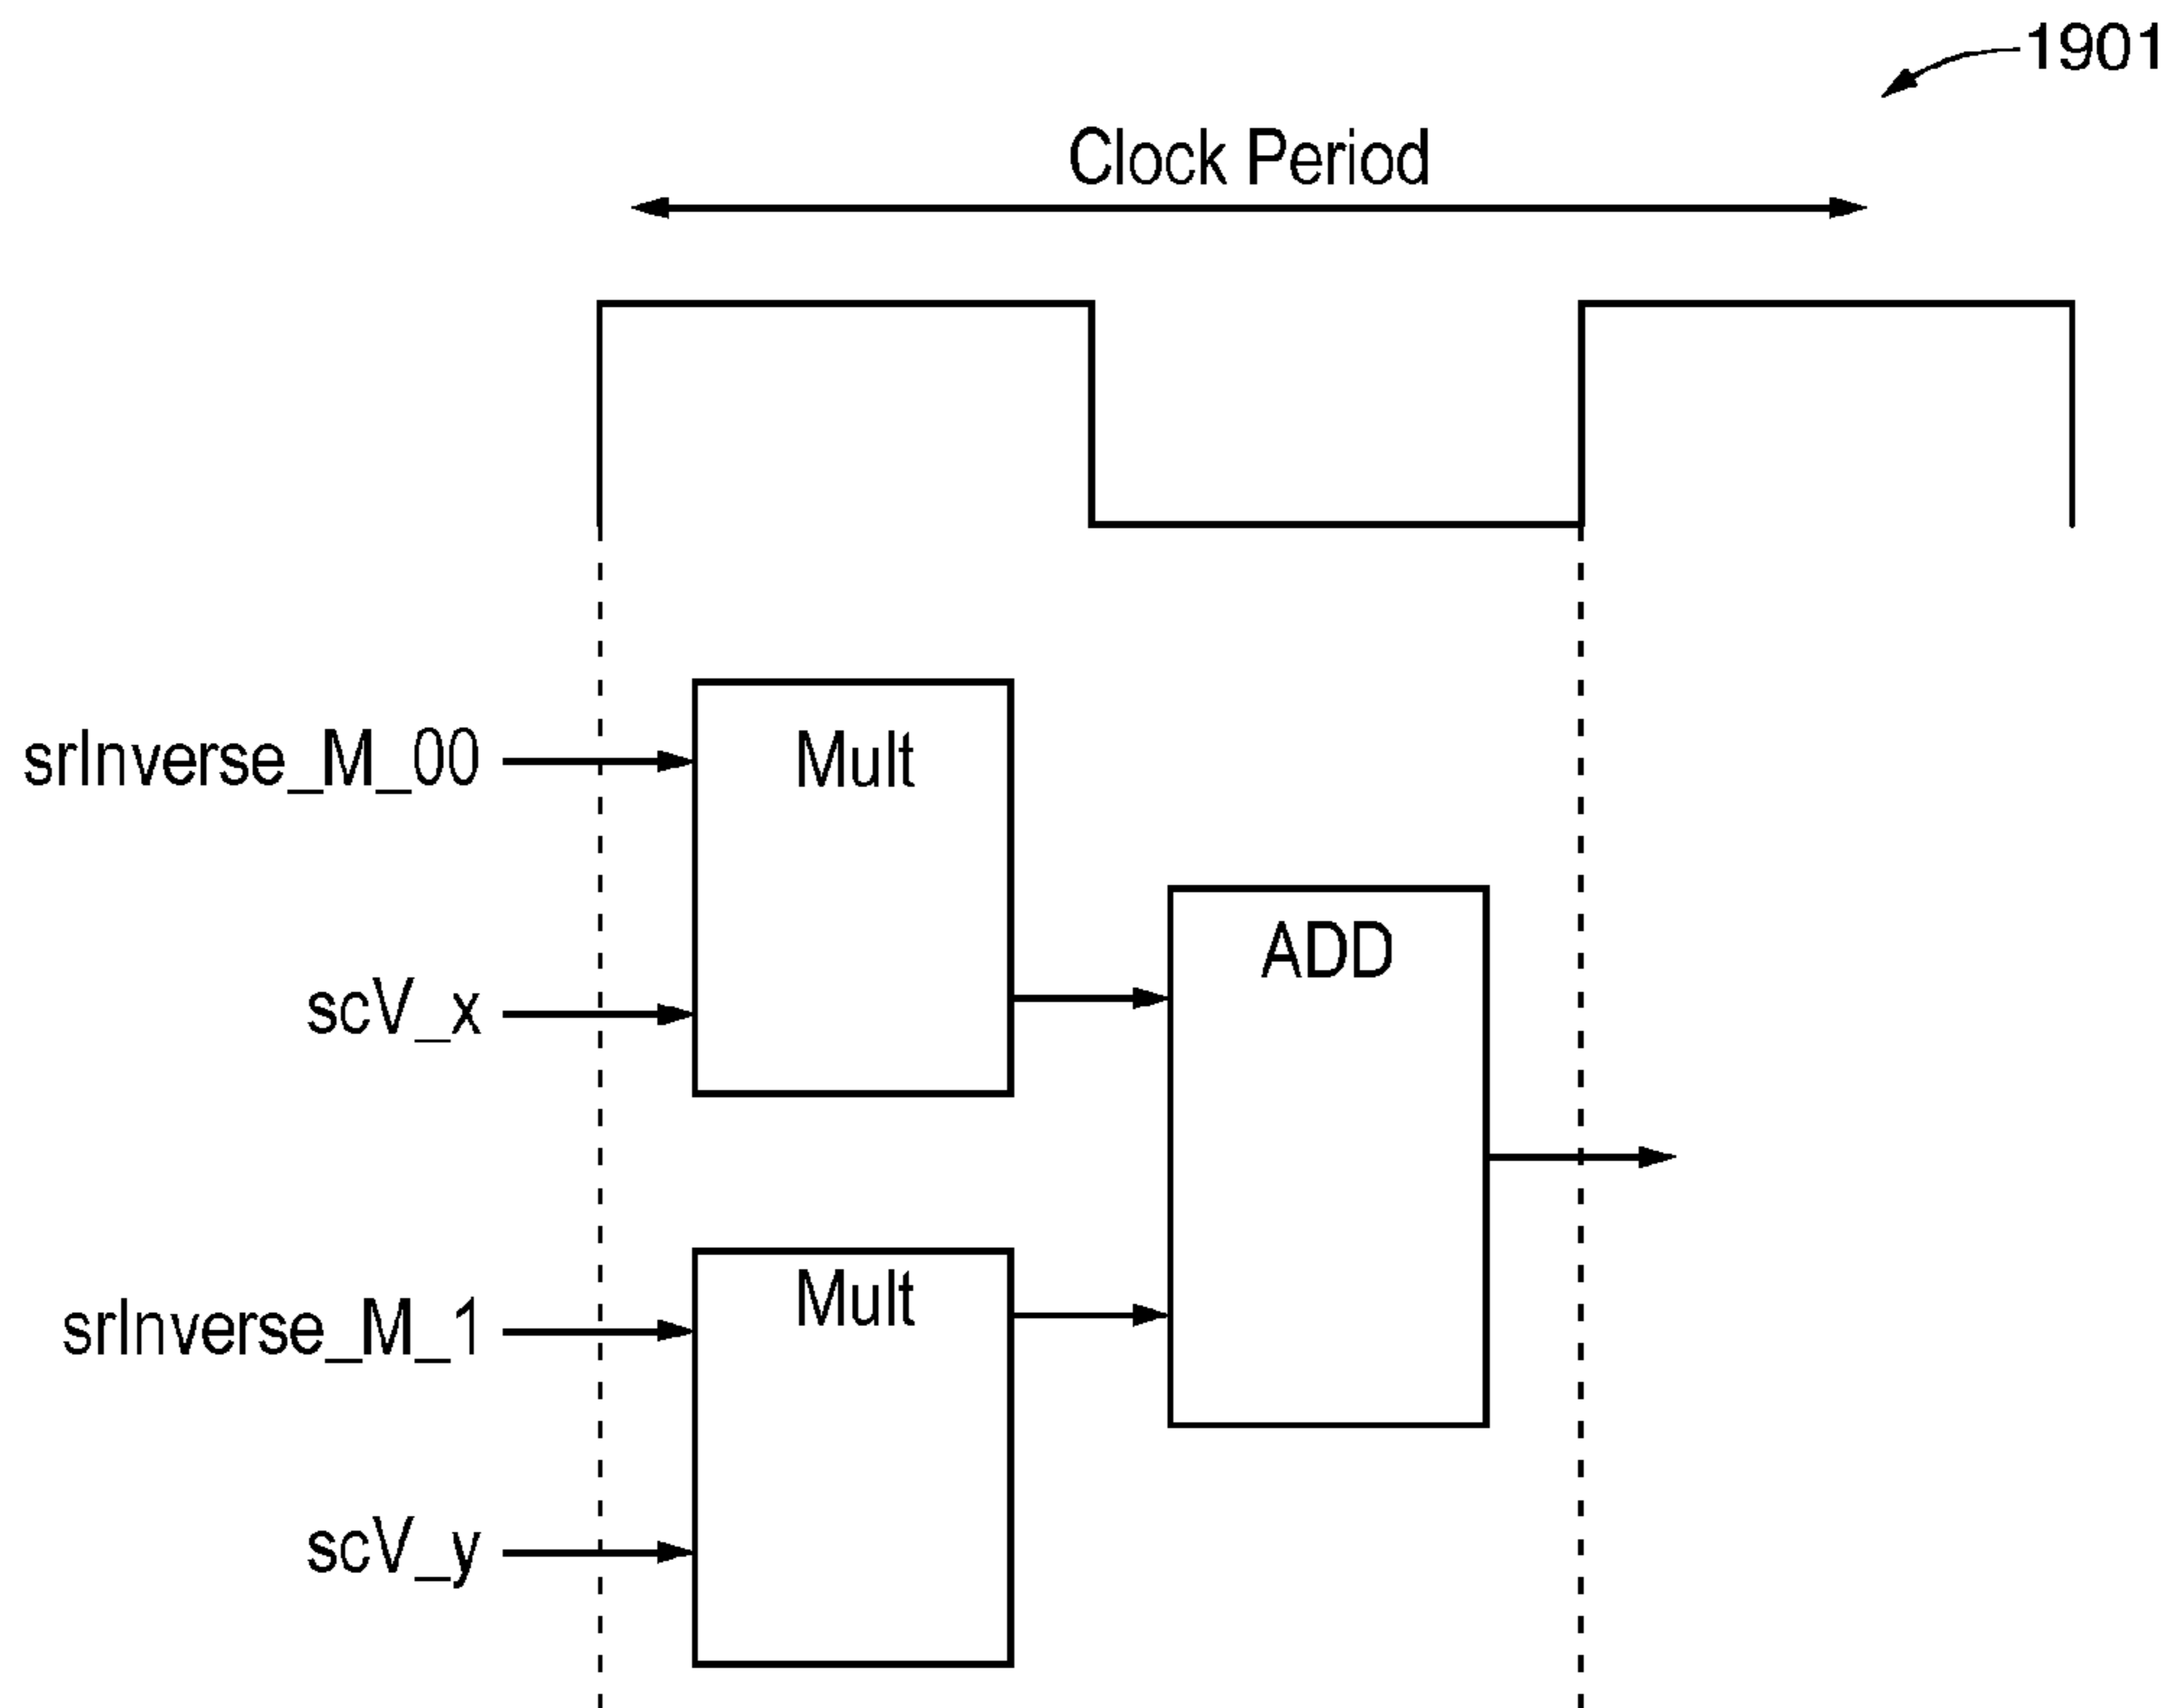 1901
Clock Period
srInverse_M_00
Mult
scV_x
ADD
srInverse_M_1
Mult
scV_y